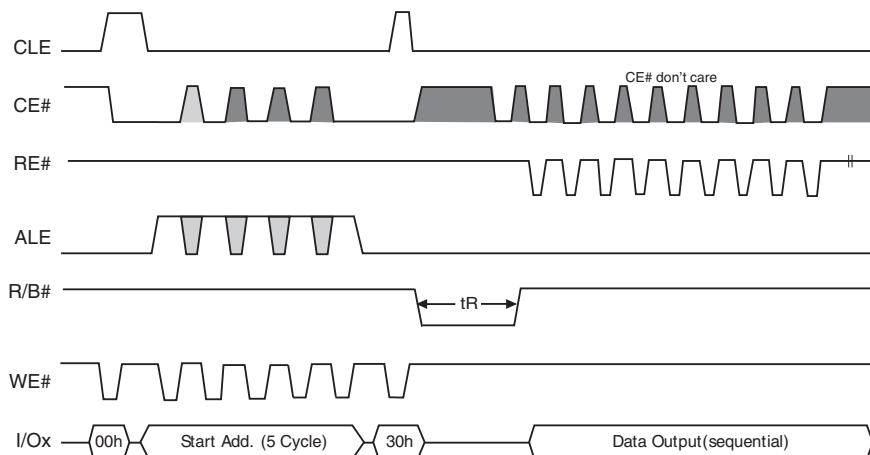 CLE
CE#
CE# don't care
RE#
ALE
R/B#
tR
WE#
I/Ox
00h
Start Add. (5 Cycle)
30h
Data Output(sequential)